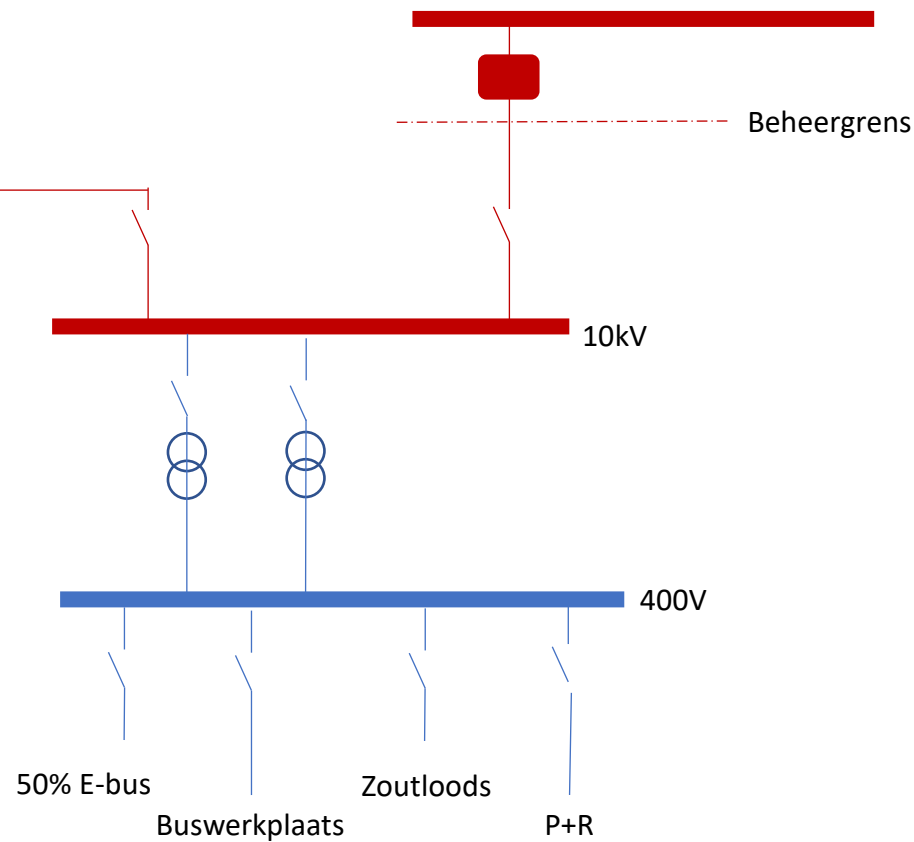 Beheergrens
10kV
400V
50% E-bus
Zoutloods
Buswerkplaats
P+R